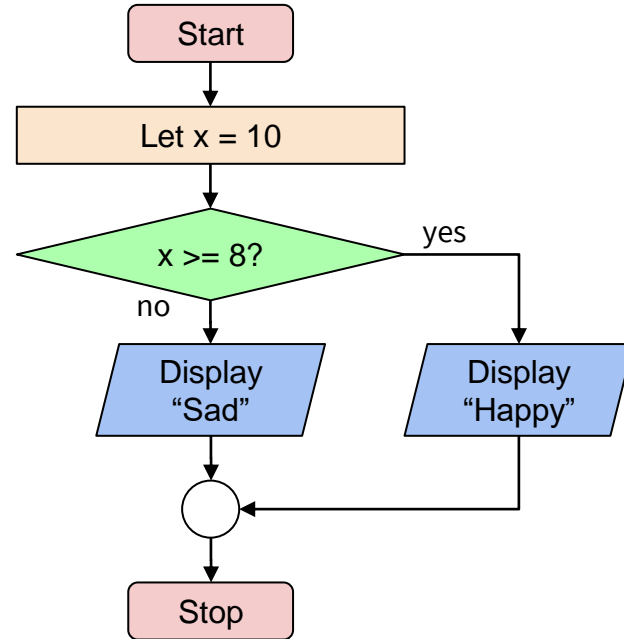 Start
Let x = 10
x >= 8?
yes
no
Display
“Sad”
Display
“Happy”
Stop